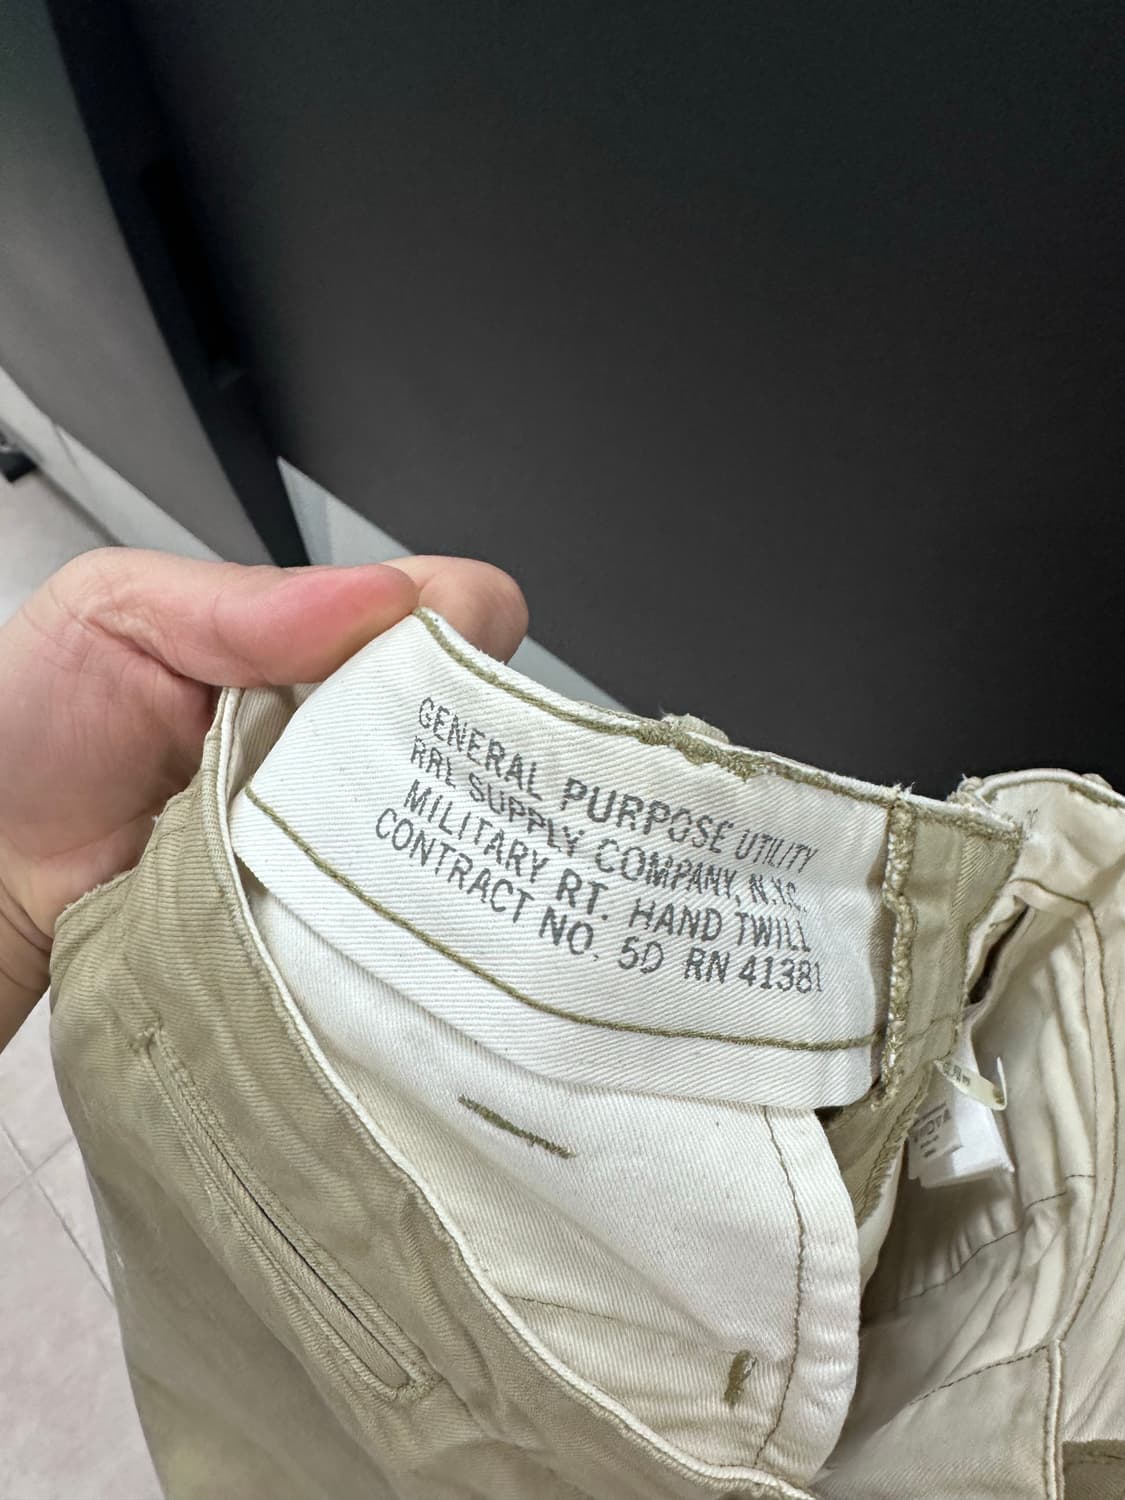 GENERAL PURPOSE UTILITY
RRL SUPPLY COMPANY, N.Y.C.
MILITARY RT. HAND TWILL
CONTRACT NO. 5D RN 41381